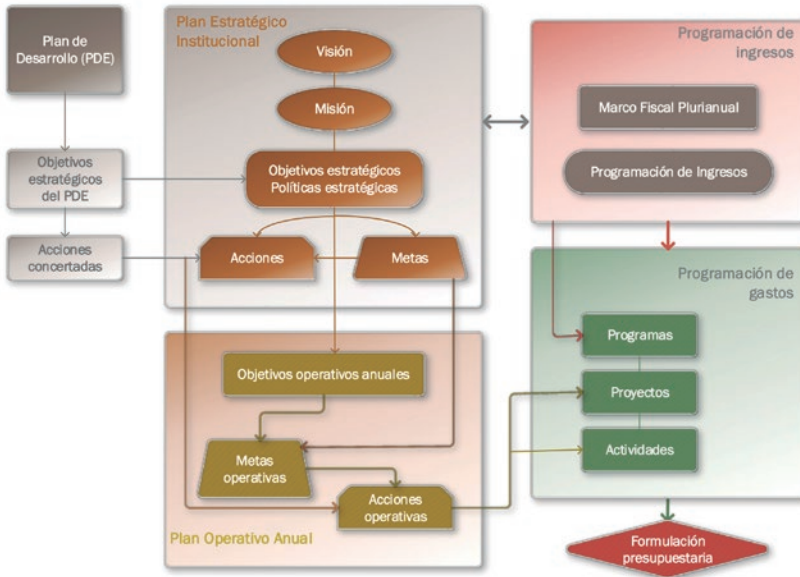 Plan de
Desarrollo (PDE)
Objetivos
estratégicos
del PDE
Acciones
concertadas
Plan Estratégico
Institucional
Visión
Misión
Objetivos estratégicos
Políticas estratégicas
Acciones
Metas
Objetivos operativos anuales
Metas
operativas
Acciones
operativas
Plan Operativo Anual
Programación de
ingresos
Marco Fiscal Plurianual
Programación de Ingresos
Programación de
gastos
Programas
Proyectos
Actividades
Formulación
presupuestaria